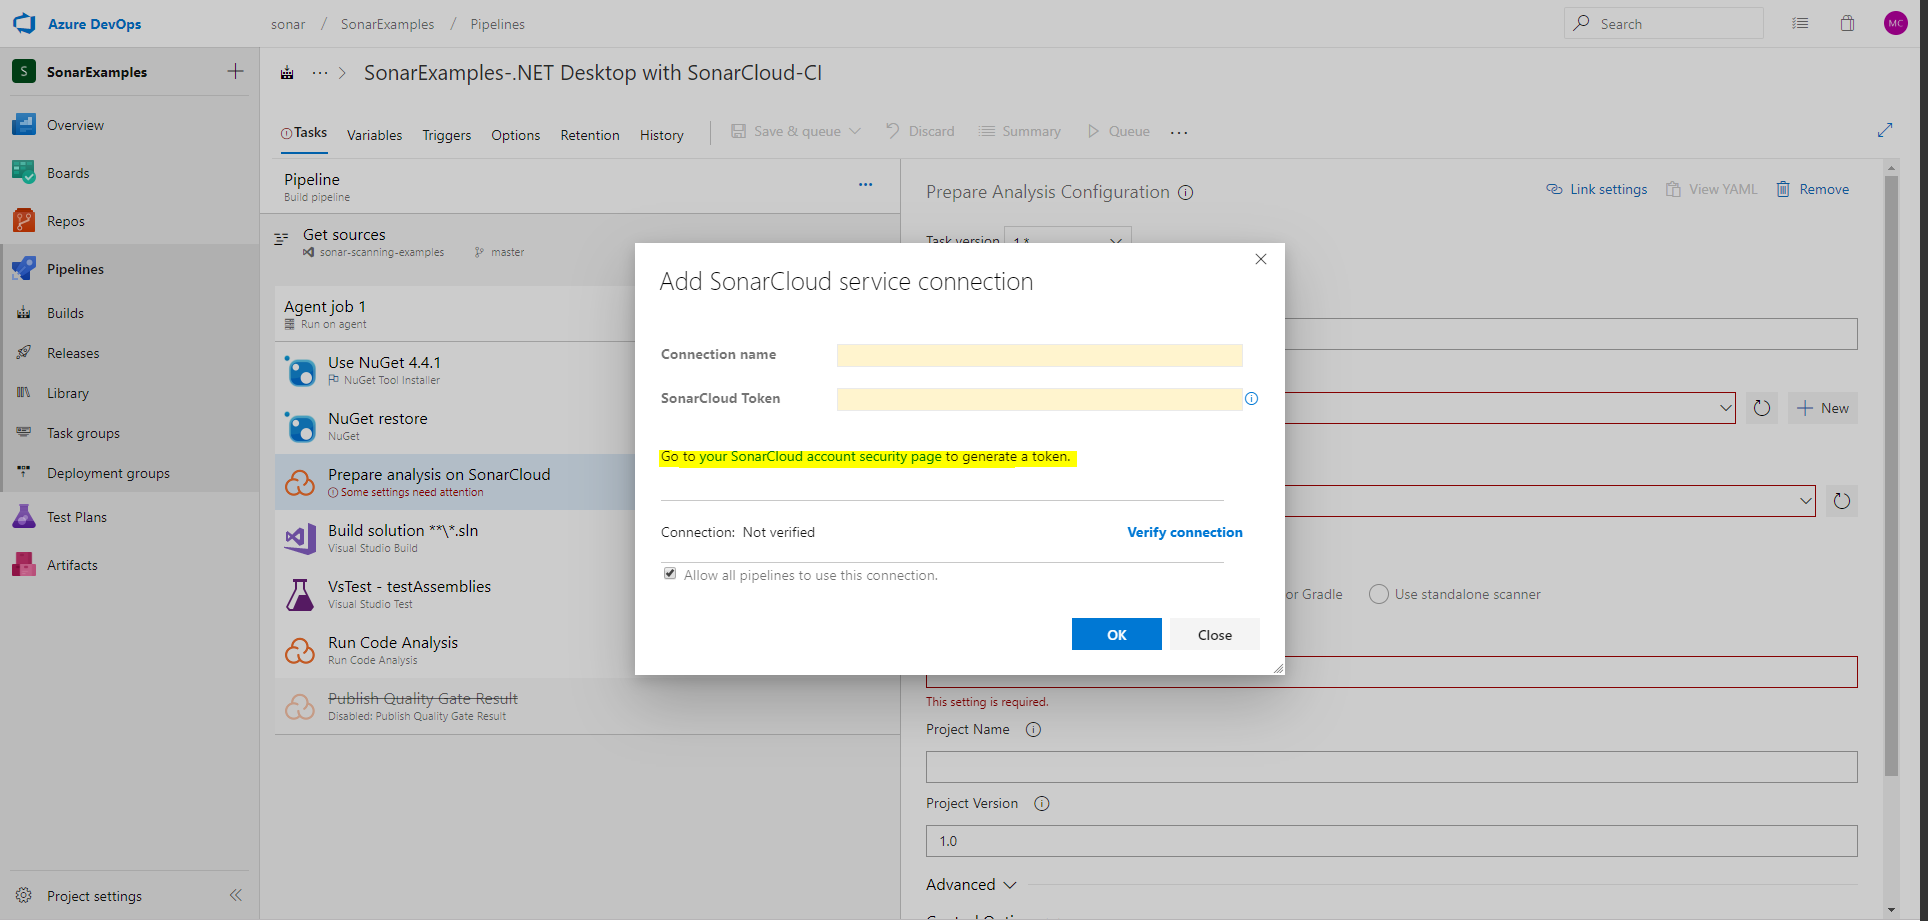 Azure DevOps
sonar / SonarExamples / Pipelines
Search
MC
S SonarExamples
SonarExamples-.NET Desktop with SonarCloud-CI
Overview
Boards
Repos
Pipelines
Builds
Releases
Library
Task groups
Deployment groups
Test Plans
Artifacts
Project settings
Tasks Variables Triggers Options Retention History Save & queue Discard Summary Queue
Pipeline
Build pipeline
Get sources
sonar-scanning-examples master
Agent job 1
Run on agent
Use NuGet 4.4.1
NuGet Tool Installer
NuGet restore
NuGet
Prepare analysis on SonarCloud
Some settings need attention
Build solution **\*.sln
Visual Studio Build
VsTest - testAssemblies
Visual Studio Test
Run Code Analysis
Run Code Analysis
Publish Quality Gate Result
Disabled: Publish Quality Gate Result
Prepare Analysis Configuration
Link settings View YAML Remove
Task version 1.*
Add SonarCloud service connection
Connection name
SonarCloud Token
Go to your SonarCloud account security page to generate a token.
Connection: Not verified Verify connection
Allow all pipelines to use this connection.
OK Close
New
or Gradle Use standalone scanner
This setting is required.
Project Name
Project Version
1.0
Advanced